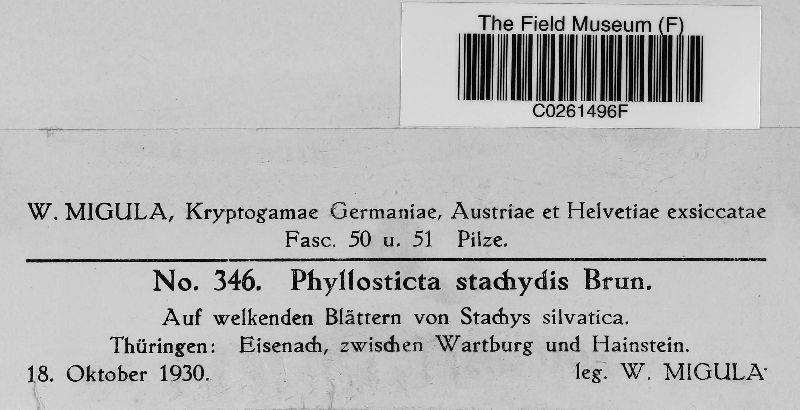 The Field Museum (F)
C0261496F
W. MIGULA, Kryptogamae Germaniae, Austriae et Helvetiae exsiccatae
Fasc. 50 u. 51 Pilze.
No. 346. Phyllosticta stachydis Brun.
Auf welkenden Blättern von Stachys silvatica.
Thüringen: Eisenach, zwischen Wartburg und Hainstein.
18. Oktober 1930. leg. W. MIGULA